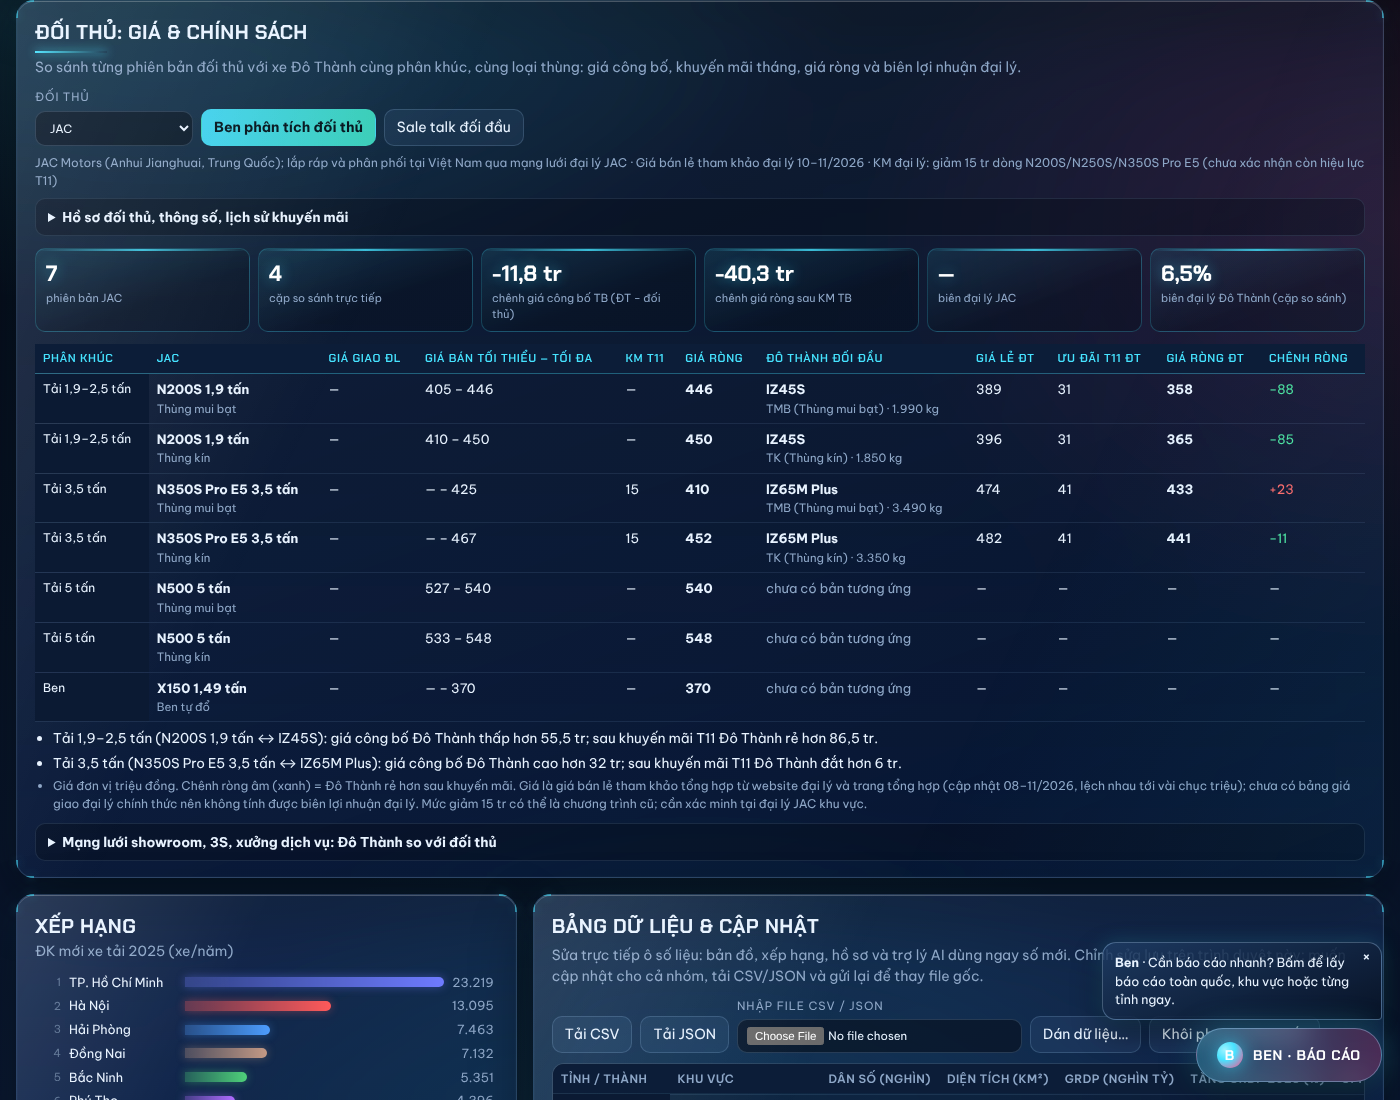 ĐỐI THỦ: GIÁ & CHÍNH SÁCH
So sánh từng phiên bản đối thủ với xe Đô Thành cùng phân khúc, cùng loại thùng: giá công bố, khuyến mãi tháng, giá ròng và biên lợi nhuận đại lý.
ĐỐI THỦ
JAC Ben phân tích đối thủ Sale talk đối đầu
JAC Motors (Anhui Jianghuai, Trung Quốc); lắp ráp và phân phối tại Việt Nam qua mạng lưới đại lý JAC · Giá bán lẻ tham khảo đại lý 10–11/2026 · KM đại lý: giảm 15 tr dòng N200S/N250S/N350S Pro E5 (chưa xác nhận còn hiệu lực
T11)
▶ Hồ sơ đối thủ, thông số, lịch sử khuyến mãi
7 4 -11,8 tr -40,3 tr — 6,5%
phiên bản JAC cặp so sánh trực tiếp chênh giá công bố TB (ĐT - đối chênh giá ròng sau KM TB biên đại lý JAC biên đại lý Đô Thành (cặp so sánh)
thủ)
PHÂN KHÚC JAC GIÁ GIAO ĐL GIÁ BÁN TỐI THIỂU – TỐI ĐA KM T11 GIÁ RÒNG ĐÔ THÀNH ĐỐI ĐẦU GIÁ LẺ ĐT ƯU ĐÃI T11 ĐT GIÁ RÒNG ĐT CHÊNH RÒNG
Tải 1,9–2,5 tấn N200S 1,9 tấn — 405 – 446 — 446 IZ45S 389 31 358 -88
Thùng mui bạt TMB (Thùng mui bạt) · 1.990 kg
Tải 1,9–2,5 tấn N200S 1,9 tấn — 410 – 450 — 450 IZ45S 396 31 365 -85
Thùng kín TK (Thùng kín) · 1.850 kg
Tải 3,5 tấn N350S Pro E5 3,5 tấn — — – 425 15 410 IZ65M Plus 474 41 433 +23
Thùng mui bạt TMB (Thùng mui bạt) · 3.490 kg
Tải 3,5 tấn N350S Pro E5 3,5 tấn — — – 467 15 452 IZ65M Plus 482 41 441 -11
Thùng kín TK (Thùng kín) · 3.350 kg
Tải 5 tấn N500 5 tấn — 527 – 540 — 540 chưa có bản tương ứng — — — —
Thùng mui bạt
Tải 5 tấn N500 5 tấn — 533 – 548 — 548 chưa có bản tương ứng — — — —
Thùng kín
Ben X150 1,49 tấn — — – 370 — 370 chưa có bản tương ứng — — — —
Ben tự đổ
• Tải 1,9–2,5 tấn (N200S 1,9 tấn ↔ IZ45S): giá công bố Đô Thành thấp hơn 55,5 tr; sau khuyến mãi T11 Đô Thành rẻ hơn 86,5 tr.
• Tải 3,5 tấn (N350S Pro E5 3,5 tấn ↔ IZ65M Plus): giá công bố Đô Thành cao hơn 32 tr; sau khuyến mãi T11 Đô Thành đắt hơn 6 tr.
• Giá đơn vị triệu đồng. Chênh ròng âm (xanh) = Đô Thành rẻ hơn sau khuyến mãi. Giá là giá bán lẻ tham khảo tổng hợp từ website đại lý và trang tổng hợp (cập nhật 08–11/2026, lệch nhau tới vài chục triệu); chưa có bảng giá
giao đại lý chính thức nên không tính được biên lợi nhuận đại lý. Mức giảm 15 tr có thể là chương trình cũ; cần xác minh tại đại lý JAC khu vực.
▶ Mạng lưới showroom, 3S, xưởng dịch vụ: Đô Thành so với đối thủ
XẾP HẠNG
ĐK mới xe tải 2025 (xe/năm)
1 TP. Hồ Chí Minh 23.219
2 Hà Nội 13.095
3 Hải Phòng 7.463
4 Đồng Nai 7.132
5 Bắc Ninh 5.351
BẢNG DỮ LIỆU & CẬP NHẬT
Sửa trực tiếp ô số liệu: bản đồ, xếp hạng, hồ sơ và trợ lý AI dùng ngay số mới.
cập nhật cho cả nhóm, tải CSV/JSON và gửi lại để thay file gốc.
NHẬP FILE CSV / JSON
Tải CSV Tải JSON Choose File No file chosen Dán dữ liệu...
TỈNH / THÀNH KHU VỰC DÂN SỐ (NGHÌN) DIỆN TÍCH (KM²) GRDP (NGHÌN TỶ)
Ben · Cần báo cáo nhanh? Bấm để lấy ×
báo cáo toàn quốc, khu vực hoặc từng
tỉnh ngay.
B BEN · BÁO CÁO